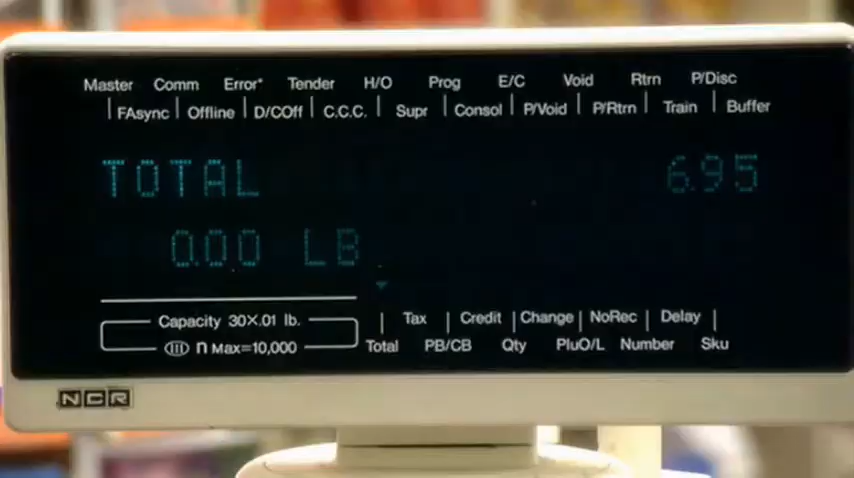 Master Comm Error* Tender H/O Prog E/C Void Rtrn P/Disc
FAsync Offline D/COff C.C.C. Supr Consol P/Void P/Rtrn Train Buffer
TOTAL 6.95
0.00 LB
Capacity 30X.01 lb.
III n Max=10,000
Tax Credit Change NoRec Delay
Total PB/CB Qty PluO/L Number Sku
NCR